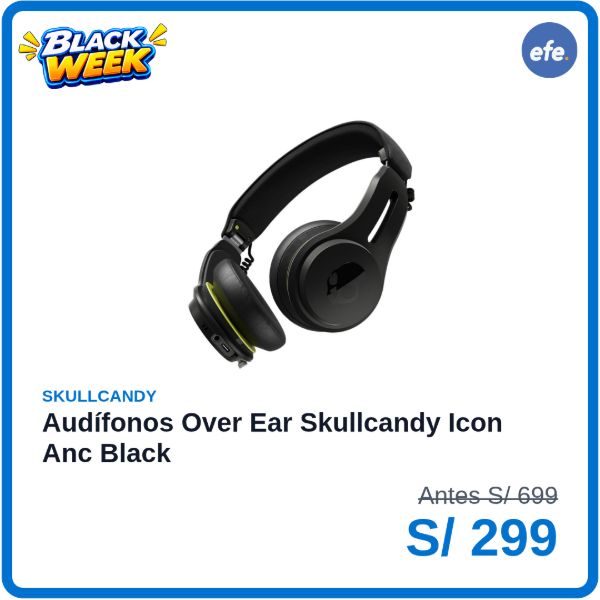 BLACK
WEEK
efe.
SKULLCANDY
Audífonos Over Ear Skullcandy Icon
Anc Black
Antes S/ 699
S/ 299